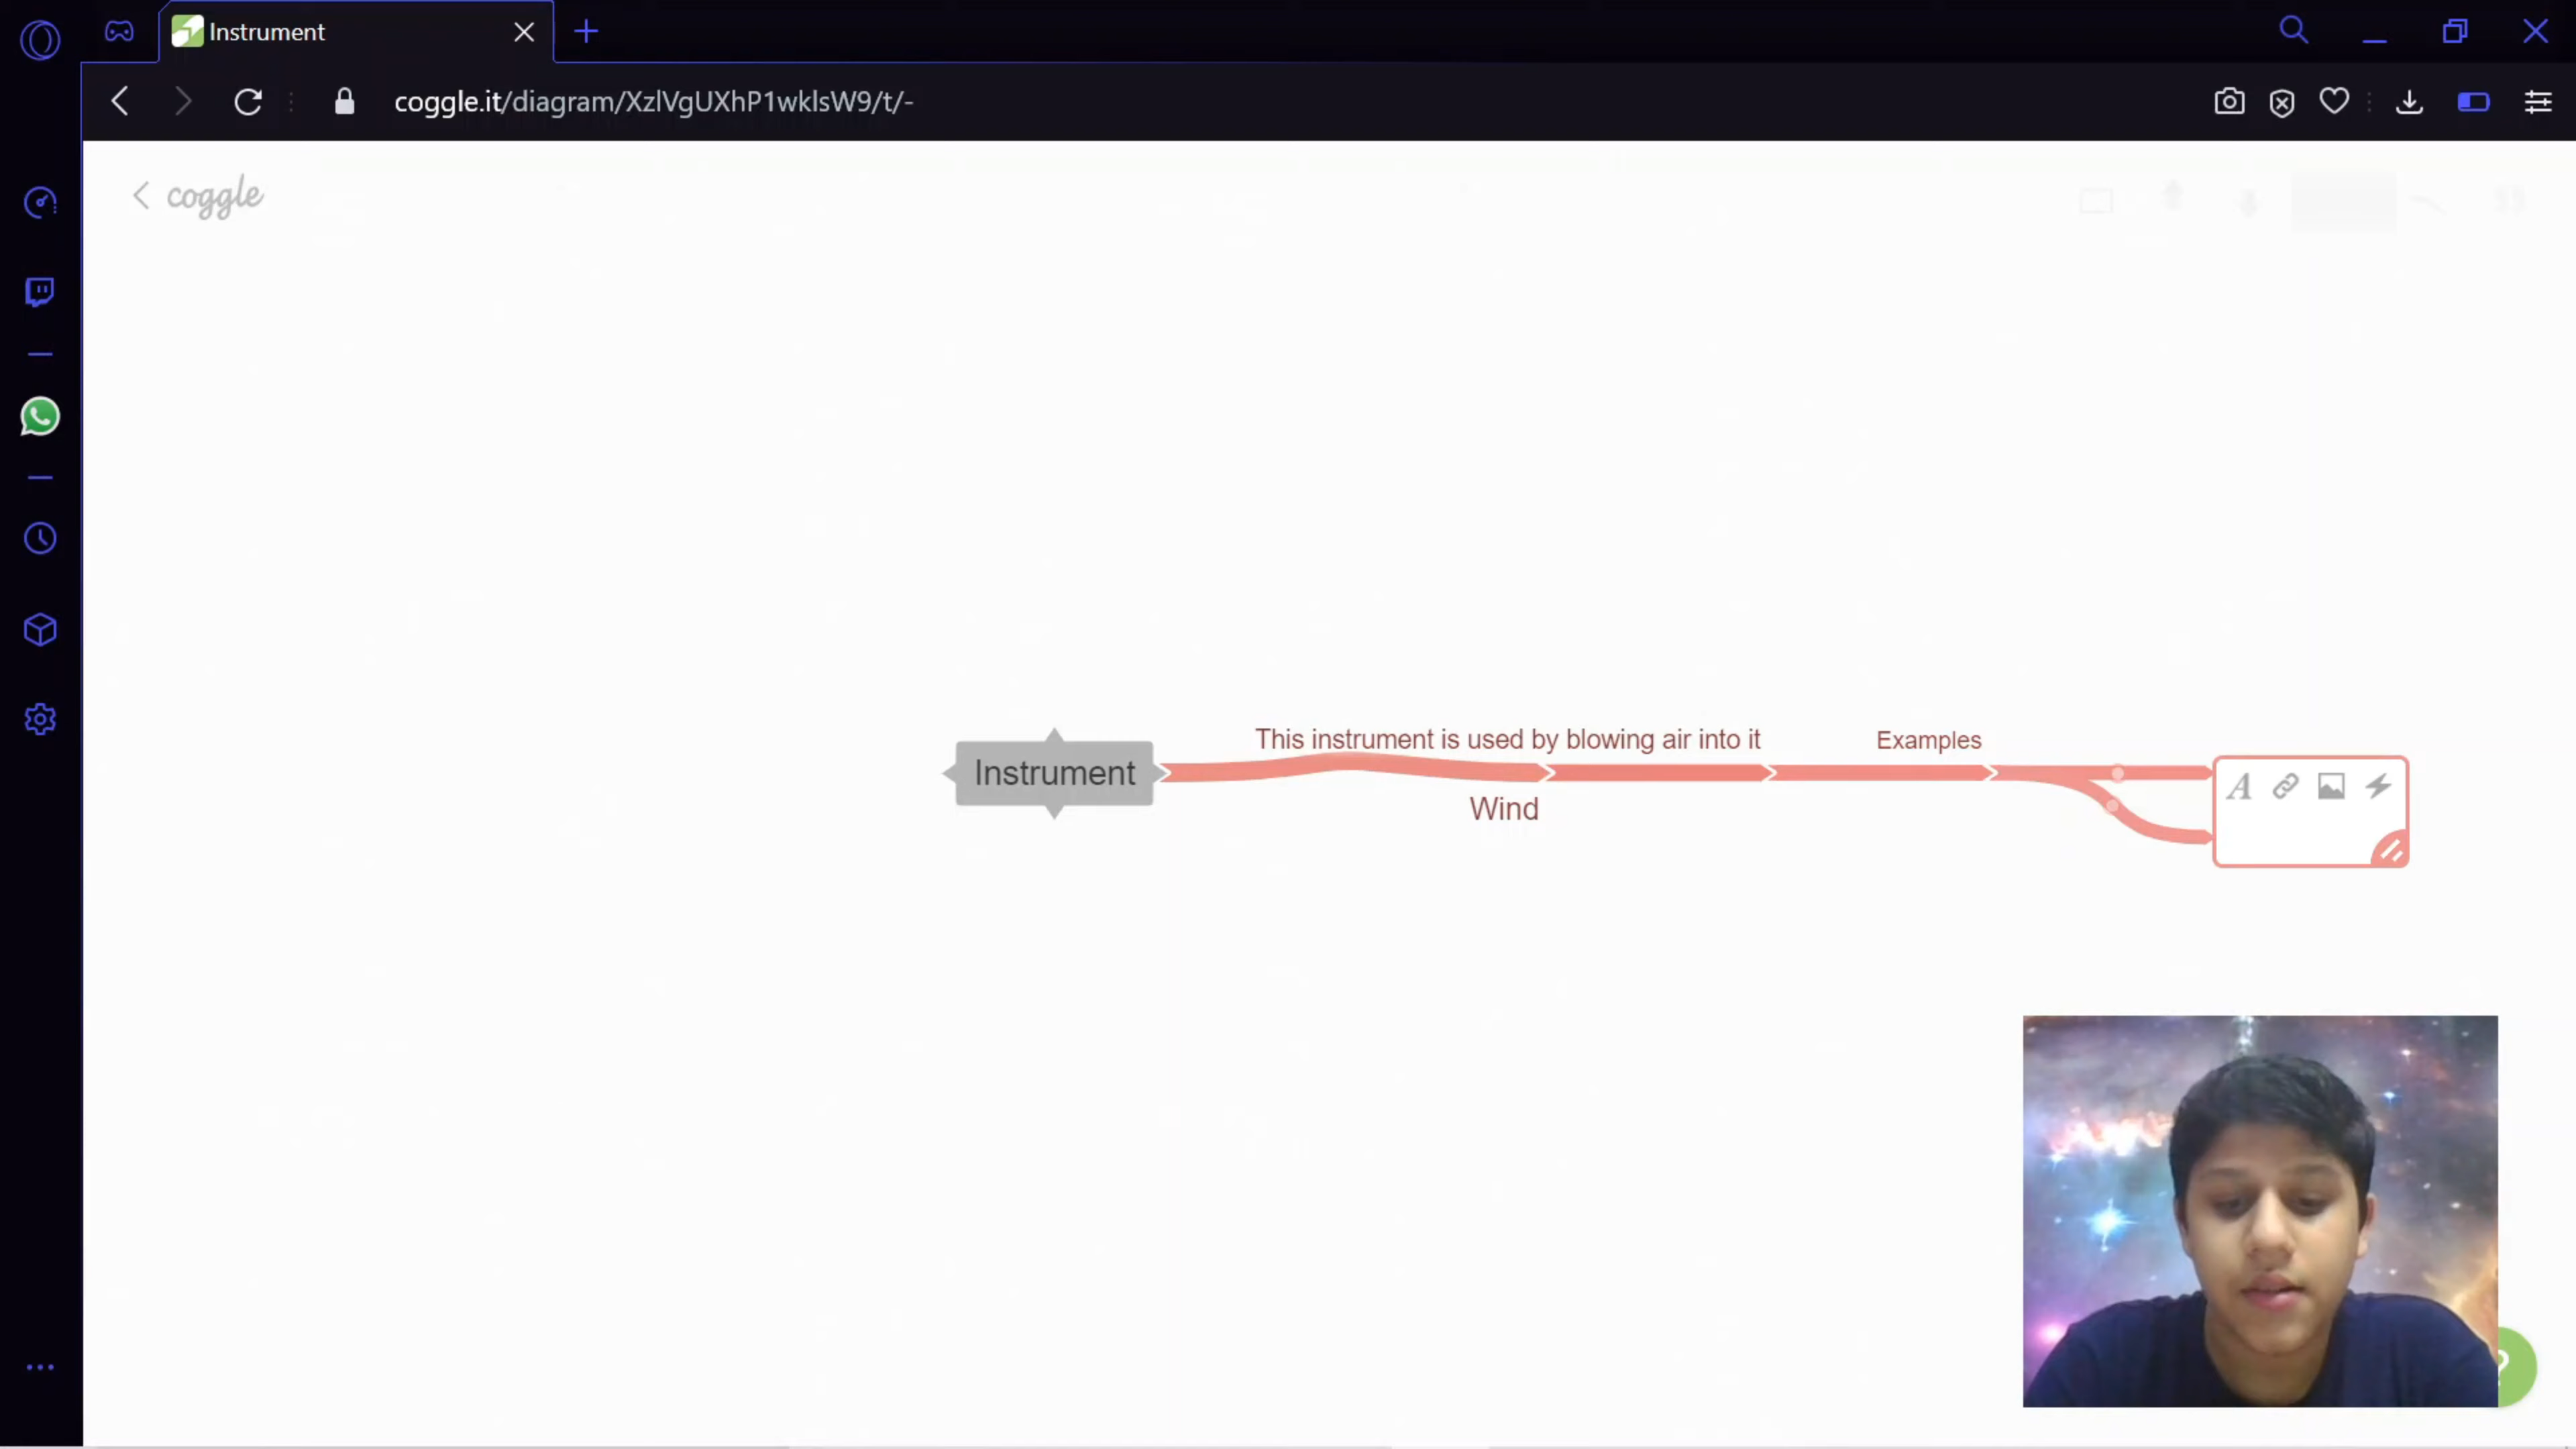 Instrument
coggle.it/diagram/XzlVgUXhP1wklsW9/t/-
coggle
This instrument is used by blowing air into it
Examples
Instrument
Wind